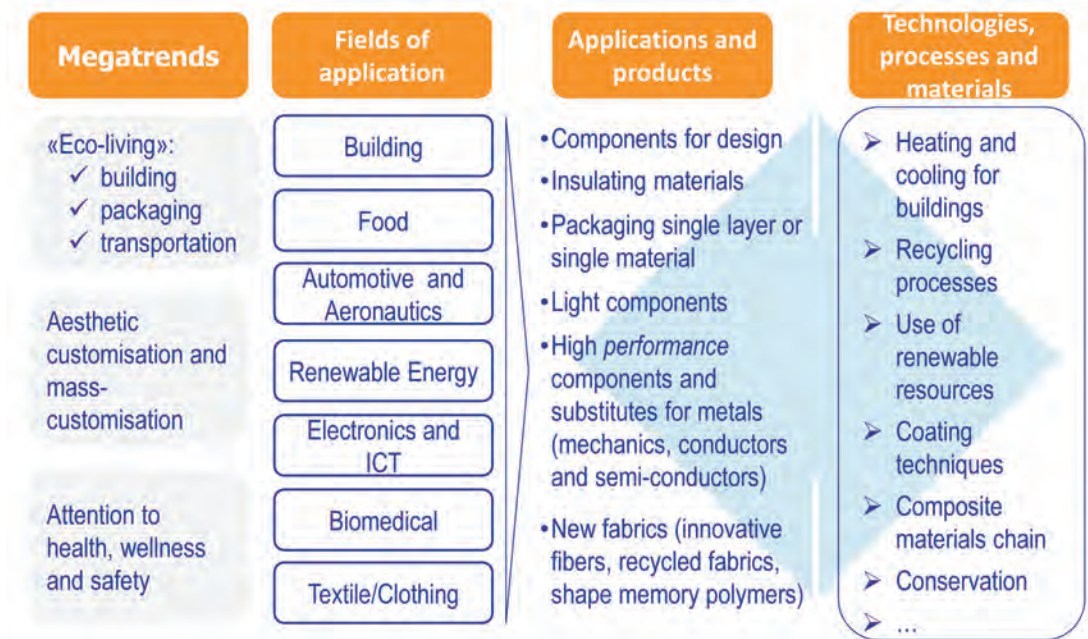 Megatrends
«Eco-living»:
✓ building
✓ packaging
✓ transportation
Aesthetic
customisation and
mass-
customisation
Attention to
health, wellness
and safety
Fields of
application
Building
Food
Automotive and
Aeronautics
Renewable Energy
Electronics and
ICT
Biomedical
Textile/Clothing
Applications and
products
•Components for design
•Insulating materials
•Packaging single layer or
single material
•Light components
•High performance
components and
substitutes for metals
(mechanics, conductors
and semi-conductors)
•New fabrics (innovative
fibers, recycled fabrics,
shape memory polymers)
Technologies,
processes and
materials
➢ Heating and
cooling for
buildings
➢ Recycling
processes
➢ Use of
renewable
resources
➢ Coating
techniques
➢ Composite
materials chain
➢ Conservation
➢ ...